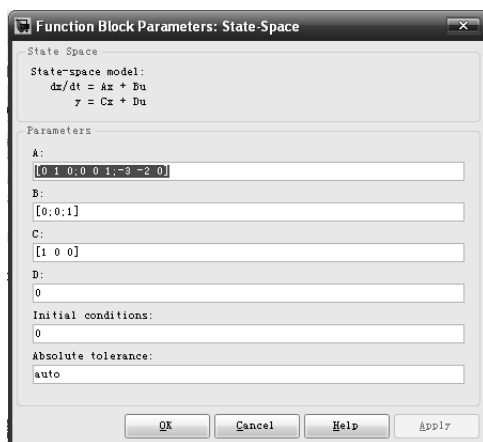 Function Block Parameters: State-Space
State Space
State-space model:
dx/dt = Ax + Bu
y = Cx + Du
Parameters
A:
[0 1 0;0 0 1;-3 -2 0]
B:
[0;0;1]
C:
[1 0 0]
D:
0
Initial conditions:
0
Absolute tolerance:
auto
OK Cancel Help Apply